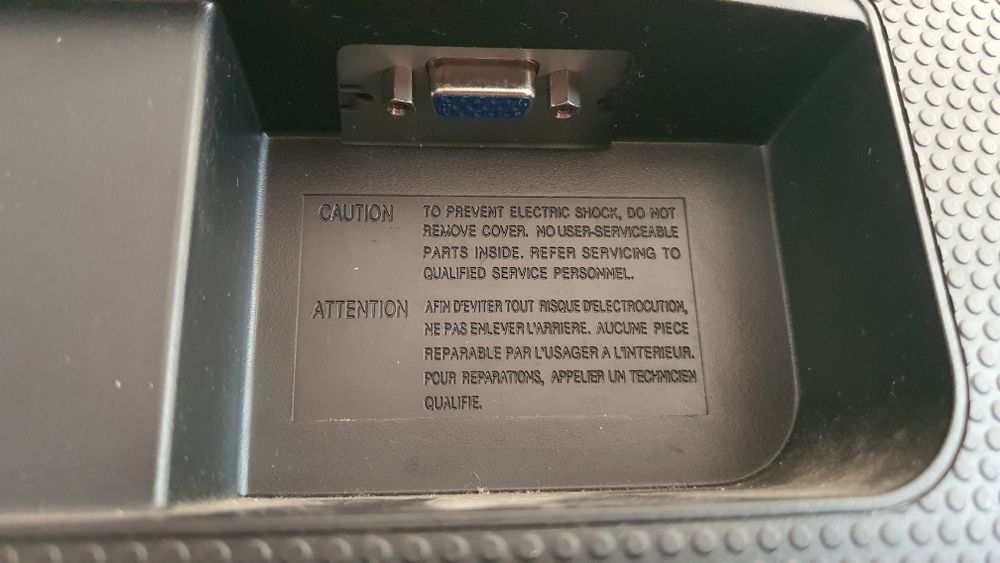 CAUTION TO PREVENT ELECTRIC SHOCK, DO NOT
REMOVE COVER. NO USER-SERVICEABLE
PARTS INSIDE. REFER SERVICING TO
QUALIFIED SERVICE PERSONNEL.
ATTENTION AFIN D'EVITER TOUT RISQUE D'ELECTROCUTION,
NE PAS ENLEVER L'ARRIERE. AUCUNE PIECE
REPARABLE PAR L'USAGER A L'INTERIEUR.
POUR REPARATIONS, APPELIER UN TECHNICIEN
QUALIFIE.